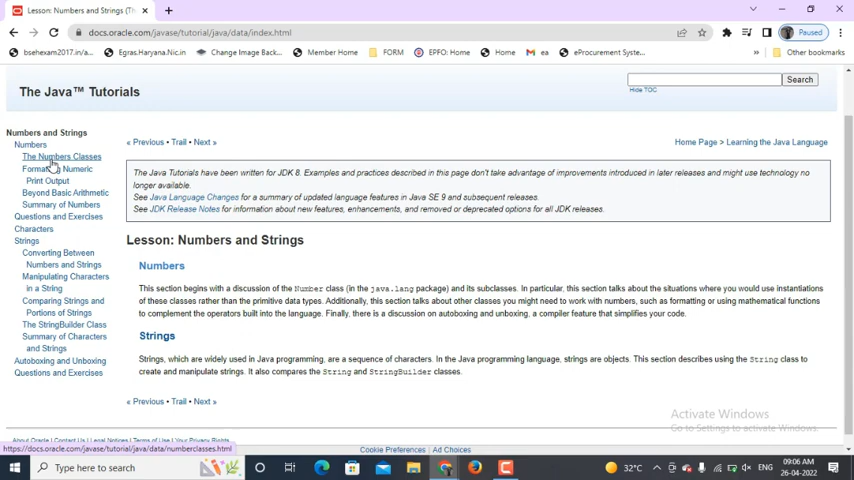 Lesson: Numbers and Strings (Th
docs.oracle.com/javase/tutorial/java/data/index.html
Paused
bsehexam2017.in/a...
Egras.Haryana.Nic.in
Change Image Back...
Member Home
FORM
EPFO: Home
Home
ea
eProcurement Syste...
»
Other bookmarks
The Java™ Tutorials
Search
Hide TOC
Numbers and Strings
Numbers
The Numbers Classes
Numeric
Print Output
Beyond Basic Arithmetic
Summary of Numbers
Questions and Exercises
Characters
Strings
Converting Between
Numbers and Strings
Manipulating Characters
in a String
Comparing Strings and
Portions of Strings
The StringBuilder Class
Summary of Characters
and Strings
Autoboxing and Unboxing
Questions and Exercises
« Previous • Trail • Next »
Home Page > Learning the Java Language
The Java Tutorials have been written for JDK 8. Examples and practices described in this page don't take advantage of improvements introduced in later releases and might use technology no
longer available.
See Java Language Changes for a summary of updated language features in Java SE 9 and subsequent releases.
See JDK Release Notes for information about new features, enhancements, and removed or deprecated options for all JDK releases.
Lesson: Numbers and Strings
Numbers
This section begins with a discussion of the Number class (in the java.lang package) and its subclasses. In particular, this section talks about the situations where you would use instantiations
of these classes rather than the primitive data types. Additionally, this section talks about other classes you might need to work with numbers, such as formatting or using mathematical functions
to complement the operators built into the language. Finally, there is a discussion on autoboxing and unboxing, a compiler feature that simplifies your code.
Strings
Strings, which are widely used in Java programming, are a sequence of characters. In the Java programming language, strings are objects. This section describes using the String class to
create and manipulate strings. It also compares the String and StringBuilder classes.
« Previous • Trail • Next »
Activate Windows
Go to Settings to activate Windows.
About Oracle | Contact Us | Legal Notices | Terms of Use | Your Privacy Rights
https://docs.oracle.com/javase/tutorial/java/data/numberclasses.html
Cookie Preferences | Ad Choices
Type here to search
32°C
ENG
09:06 AM
26-04-2022